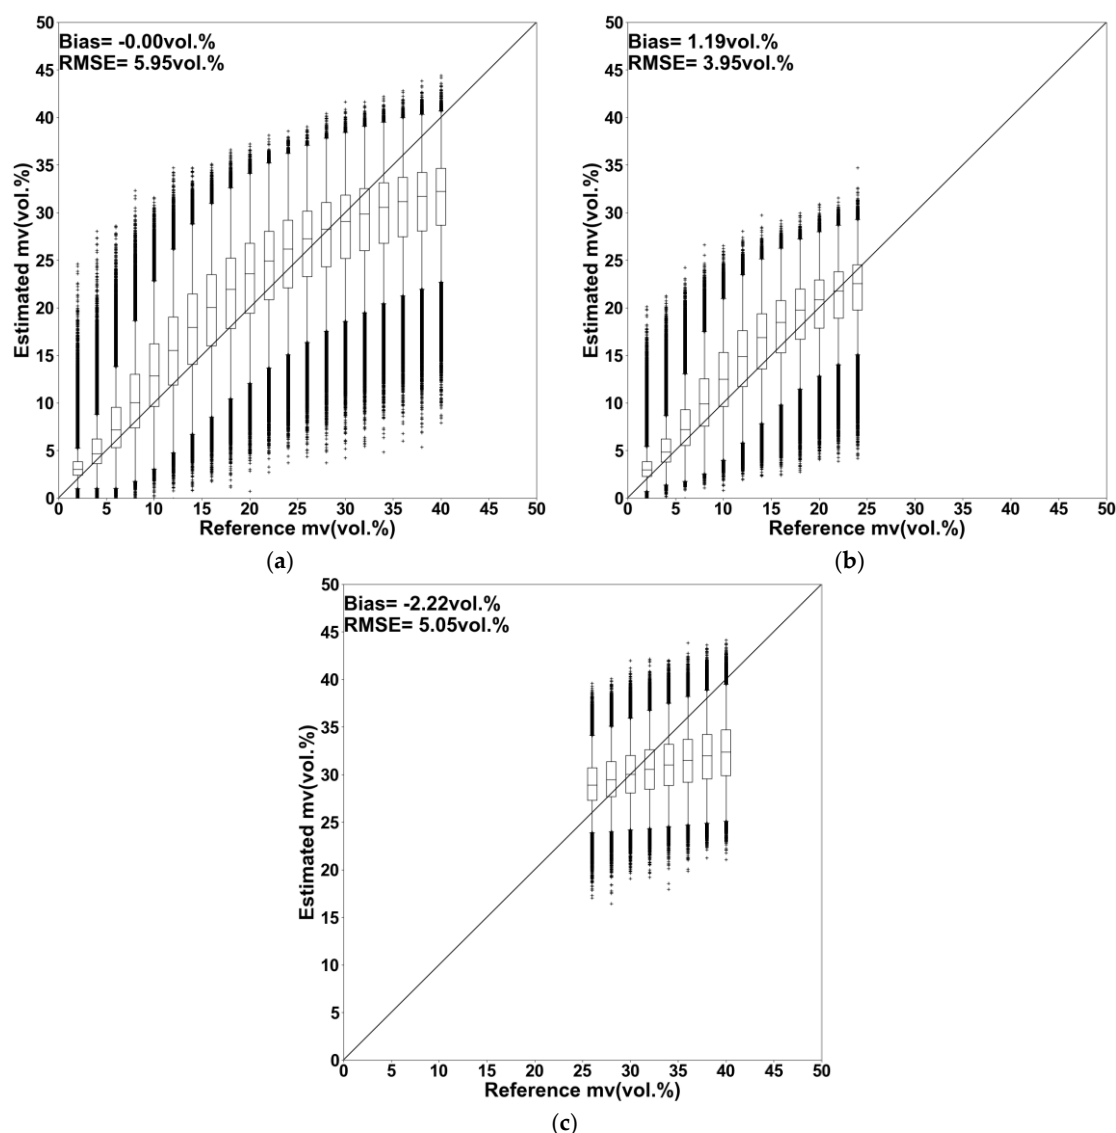 Bias= -0.00vol.%
RMSE= 5.95vol.%
Estimated mv(vol.%)
50
45
40
35
30
25
20
15
10
5
0
0 5 10 15 20 25 30 35 40 45 50
Reference mv(vol.%)
(a)
Bias= 1.19vol.%
RMSE= 3.95vol.%
Estimated mv(vol.%)
50
45
40
35
30
25
20
15
10
5
0
0 5 10 15 20 25 30 35 40 45 50
Reference mv(vol.%)
(b)
Bias= -2.22vol.%
RMSE= 5.05vol.%
Estimated mv(vol.%)
50
45
40
35
30
25
20
15
10
5
0
0 5 10 15 20 25 30 35 40 45 50
Reference mv(vol.%)
(c)